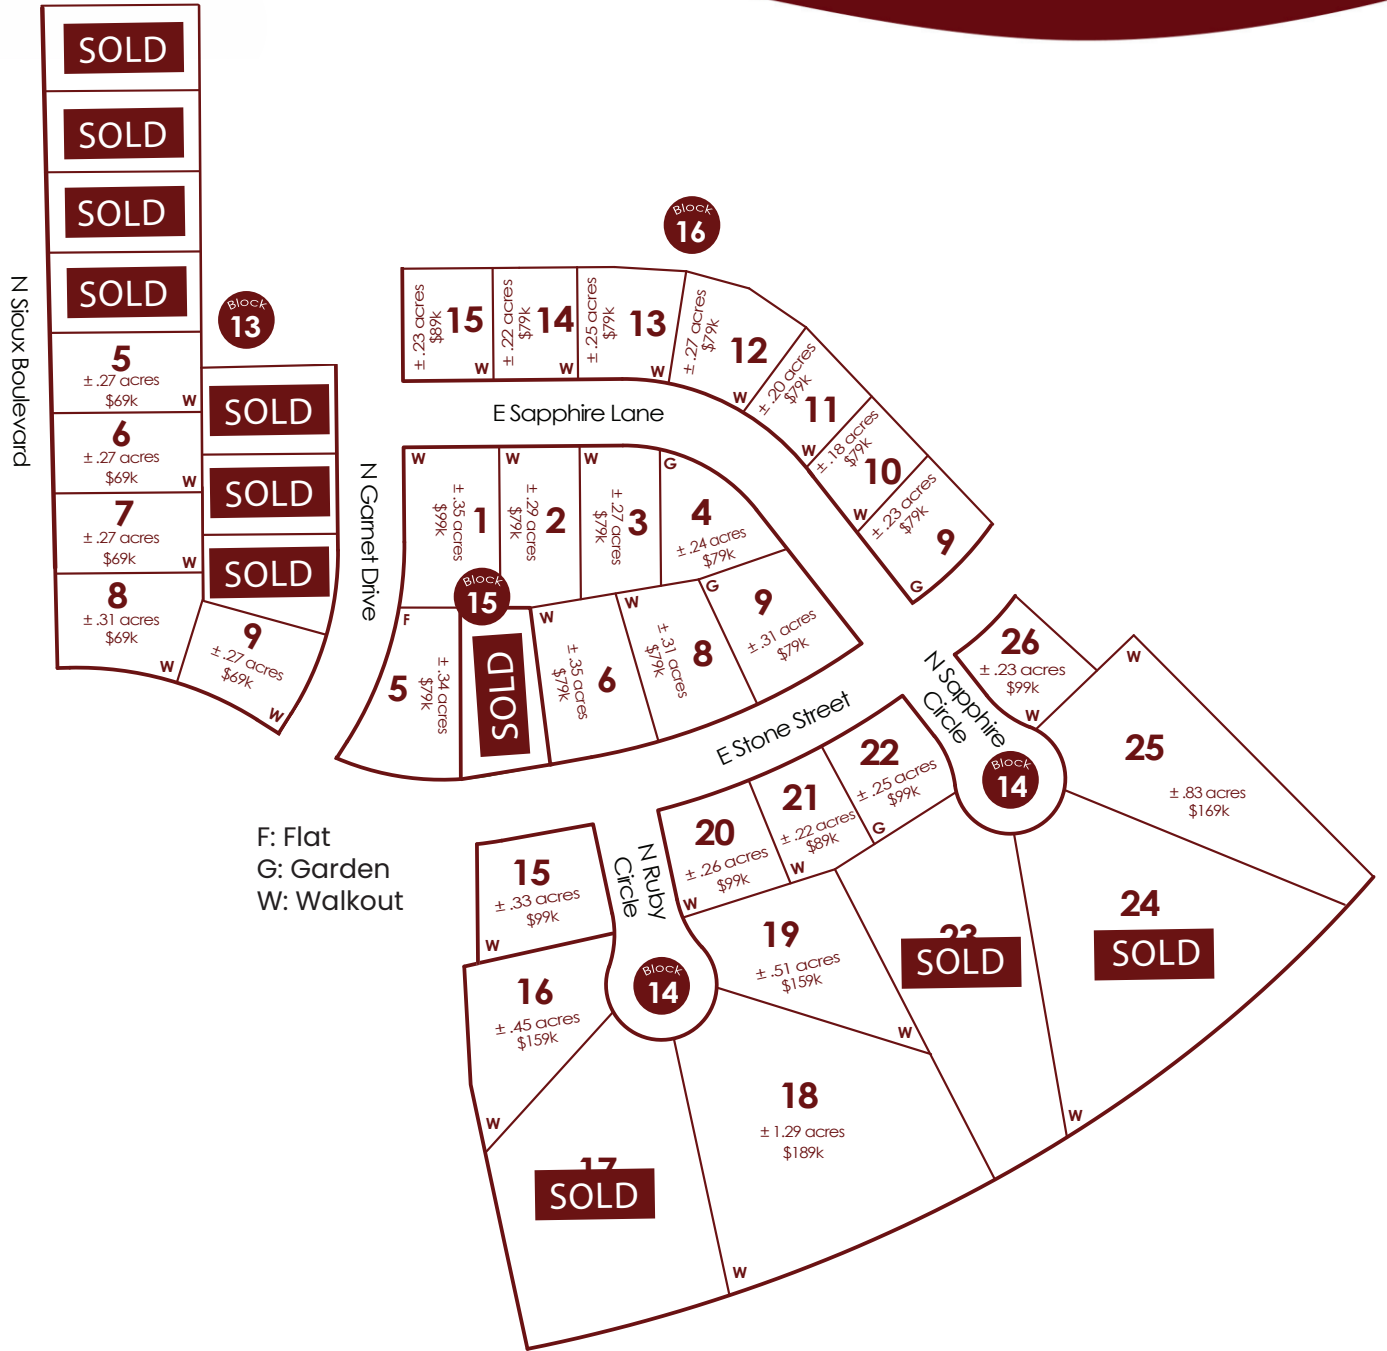 SOLD
SOLD
SOLD
SOLD
N Sioux Boulevard
Block
13
5
± .27 acres
$69k
W
6
± .27 acres
$69k
W
7
± .27 acres
$69k
W
8
± .31 acres
$69k
W
SOLD
SOLD
SOLD
9
± .27 acres
$69k
W
N Garnet Drive
Block
16
15
± .23 acres
$89k
W
14
± .22 acres
$79k
W
13
± .25 acres
$79k
W
12
± .27 acres
$79k
W
11
± .20 acres
$79k
W
10
± .18 acres
$79k
W
9
± .23 acres
$79k
G
E Sapphire Lane
W
1
± .35 acres
$99k
W
2
± .29 acres
$79k
W
3
± .27 acres
$79k
G
4
± .24 acres
$79k
Block
15
F
5
± .34 acres
$79k
SOLD
W
6
± .35 acres
$79k
W
8
± .31 acres
$79k
G
9
± .31 acres
$79k
E Stone Street
N Sapphire
Circle
26
± .23 acres
$99k
W
W
25
± .83 acres
$169k
Block
14
22
± .25 acres
$99k
G
21
± .22 acres
$89k
W
20
± .26 acres
$99k
W
F: Flat
G: Garden
W: Walkout
N Ruby
Circle
15
± .33 acres
$99k
W
16
± .45 acres
$159k
W
Block
14
19
± .51 acres
$159k
W
23
SOLD
24
SOLD
W
18
± 1.29 acres
$189k
W
17
SOLD